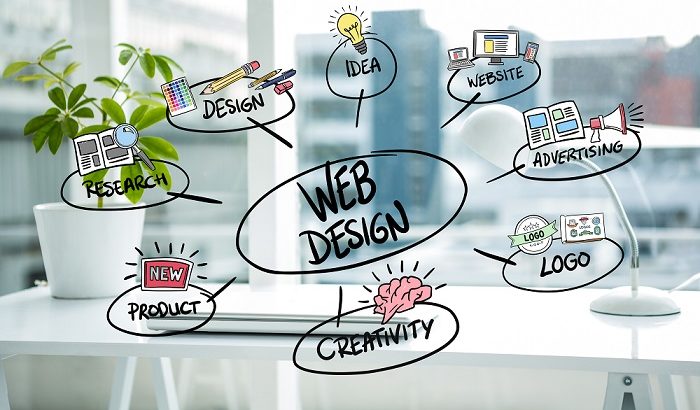 IDEA
WEBSITE
DESIGN
ADVERTISING
RESEARCH
WEB
DESIGN
LOGO
LOGO
NEW
PRODUCT
CREATIVITY